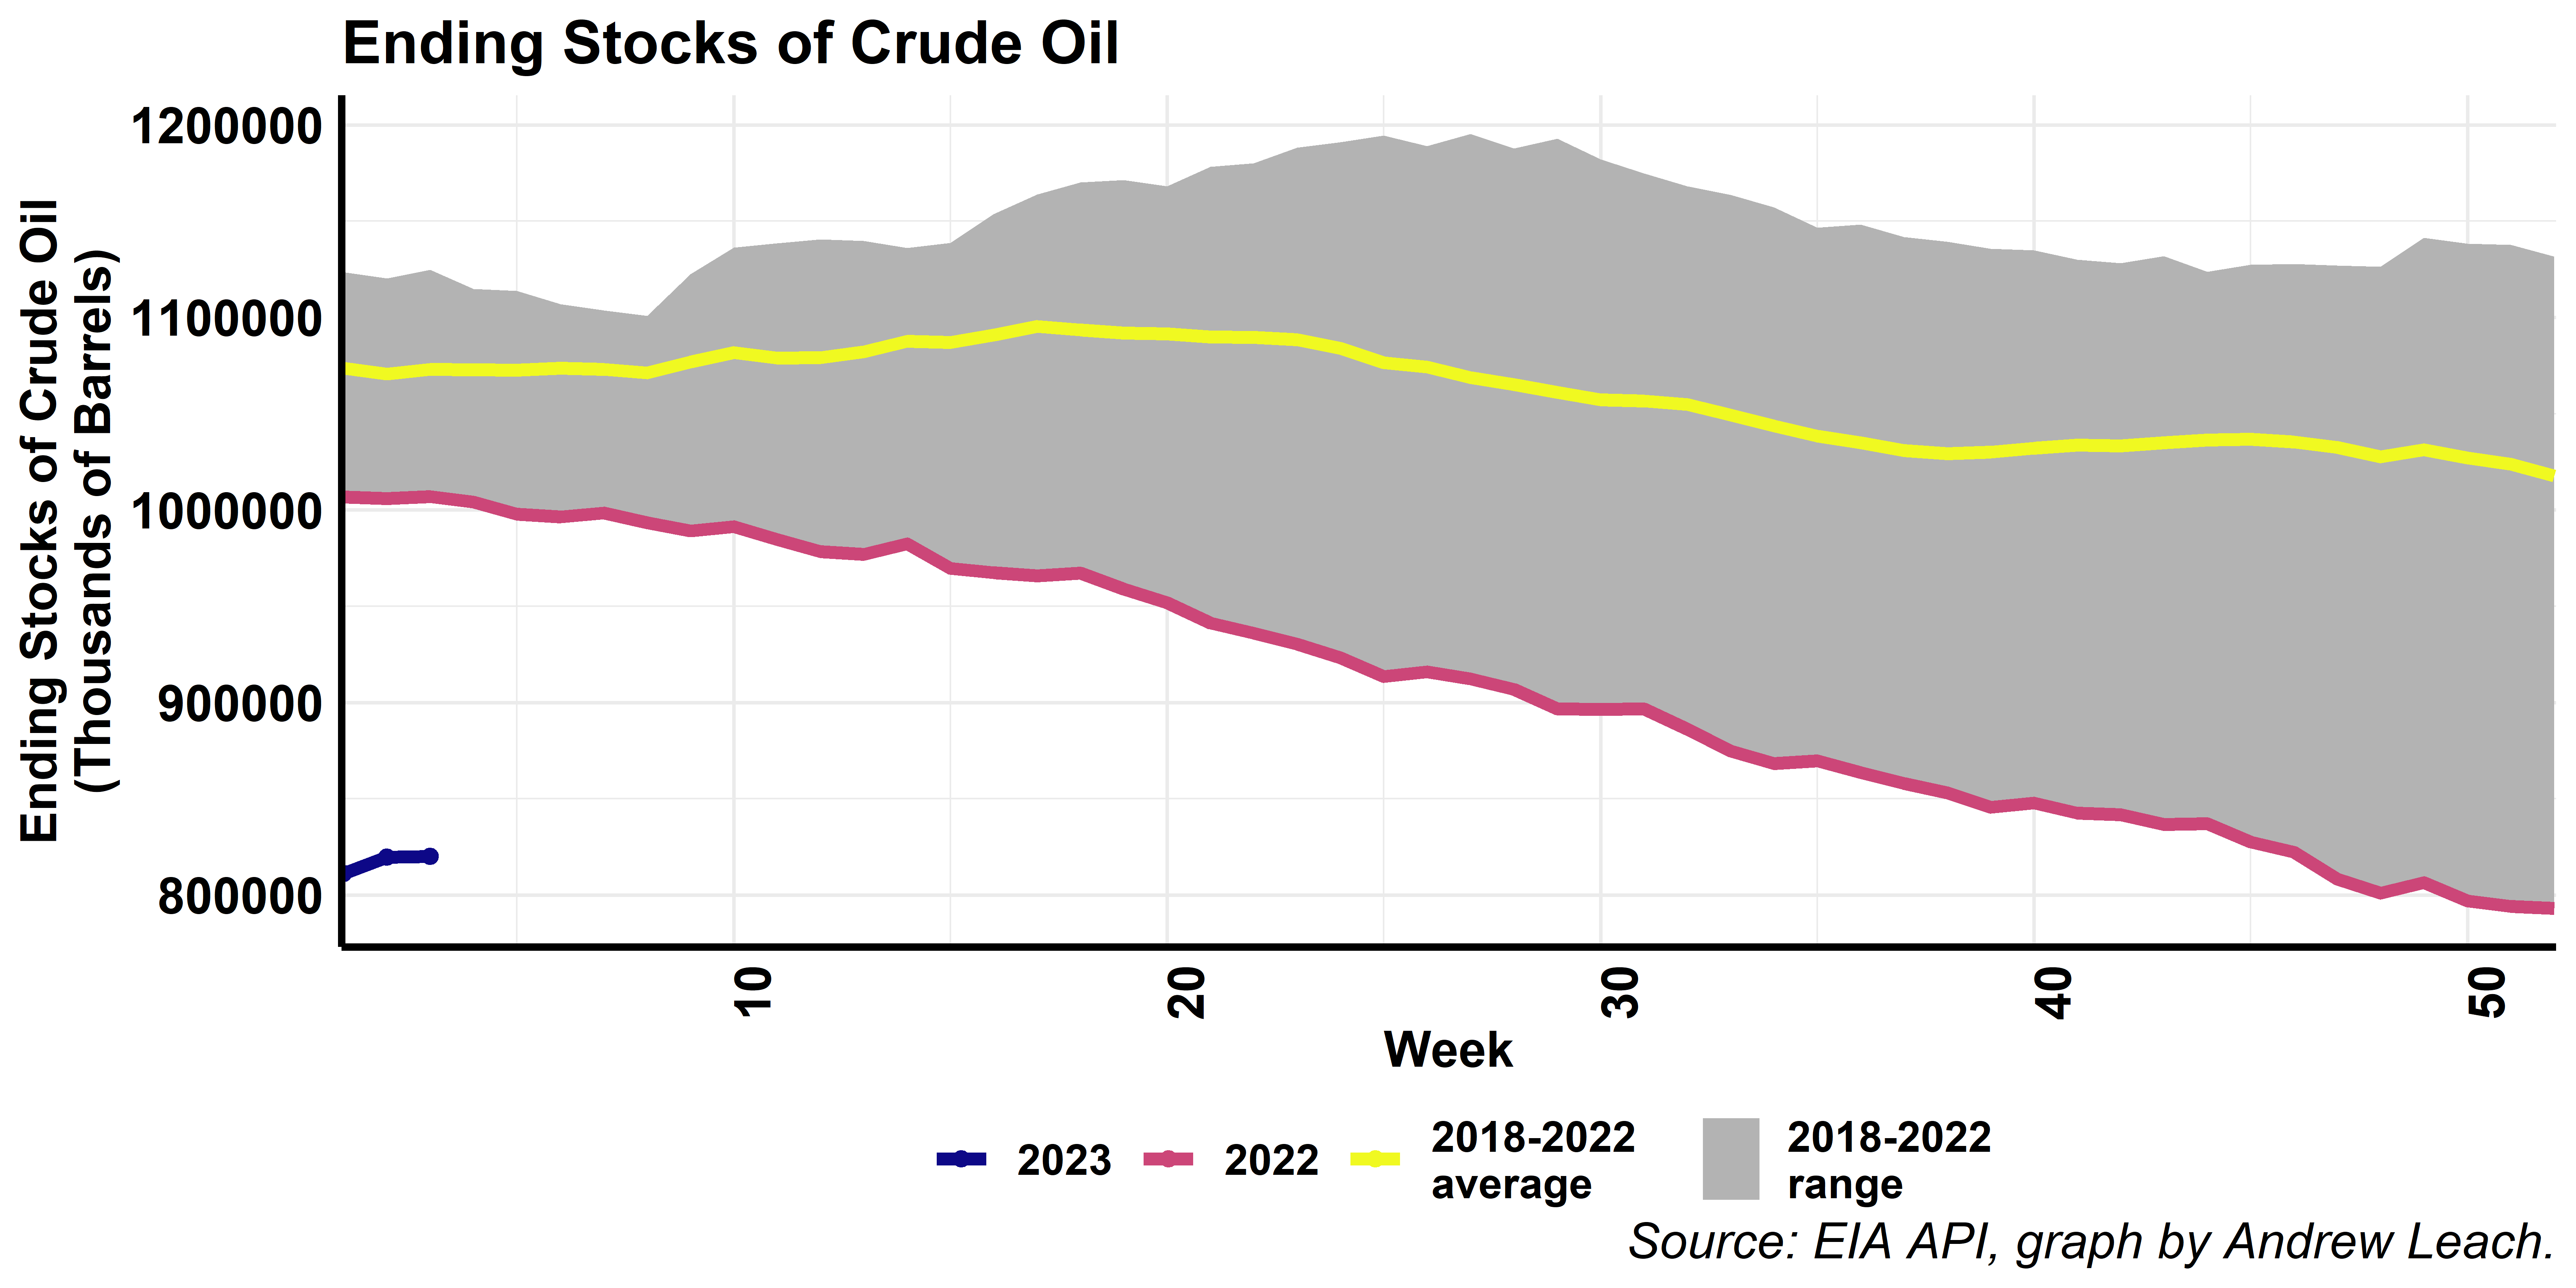 Ending Stocks of Crude Oil
Ending Stocks of Crude Oil
(Thousands of Barrels)
1200000
1100000
1000000
900000
800000
10
20
30
40
50
Week
2023
2022
2018-2022
average
2018-2022
range
Source: EIA API, graph by Andrew Leach.